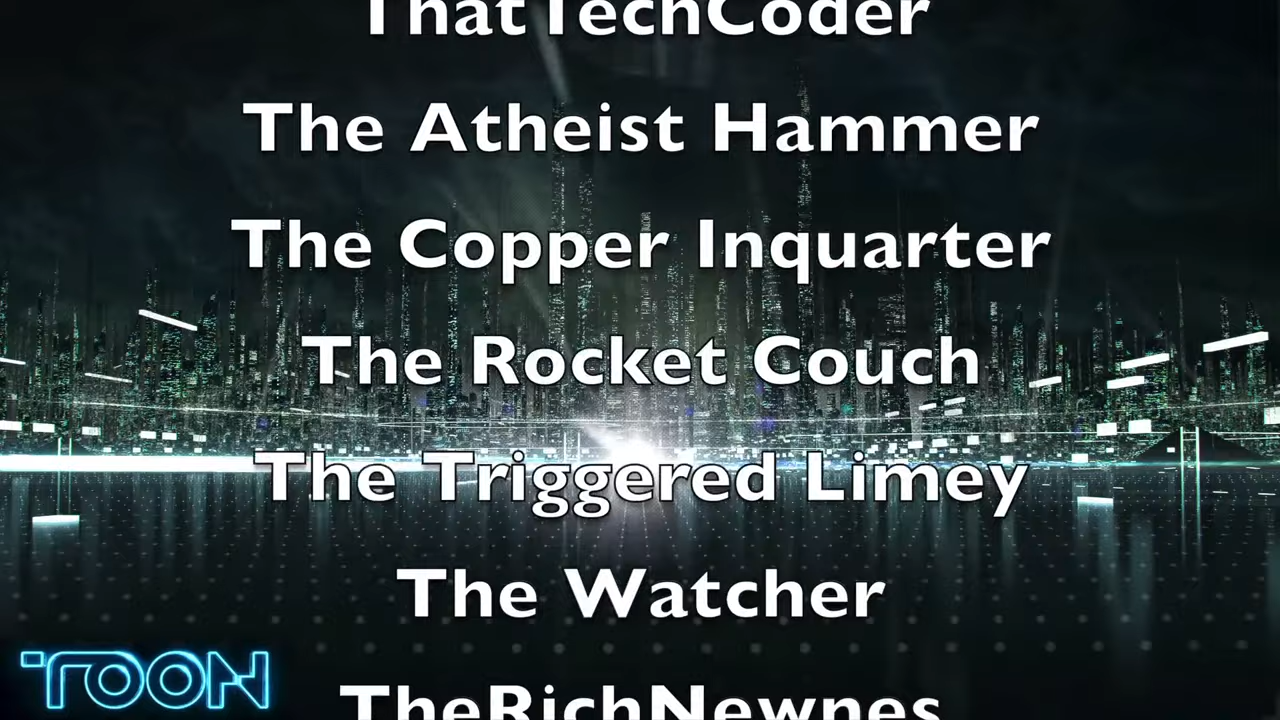 ThatTechCoder
The Atheist Hammer
The Copper Inquarter
The Rocket Couch
The Triggered Limey
The Watcher
TheRichNewnes
TOON